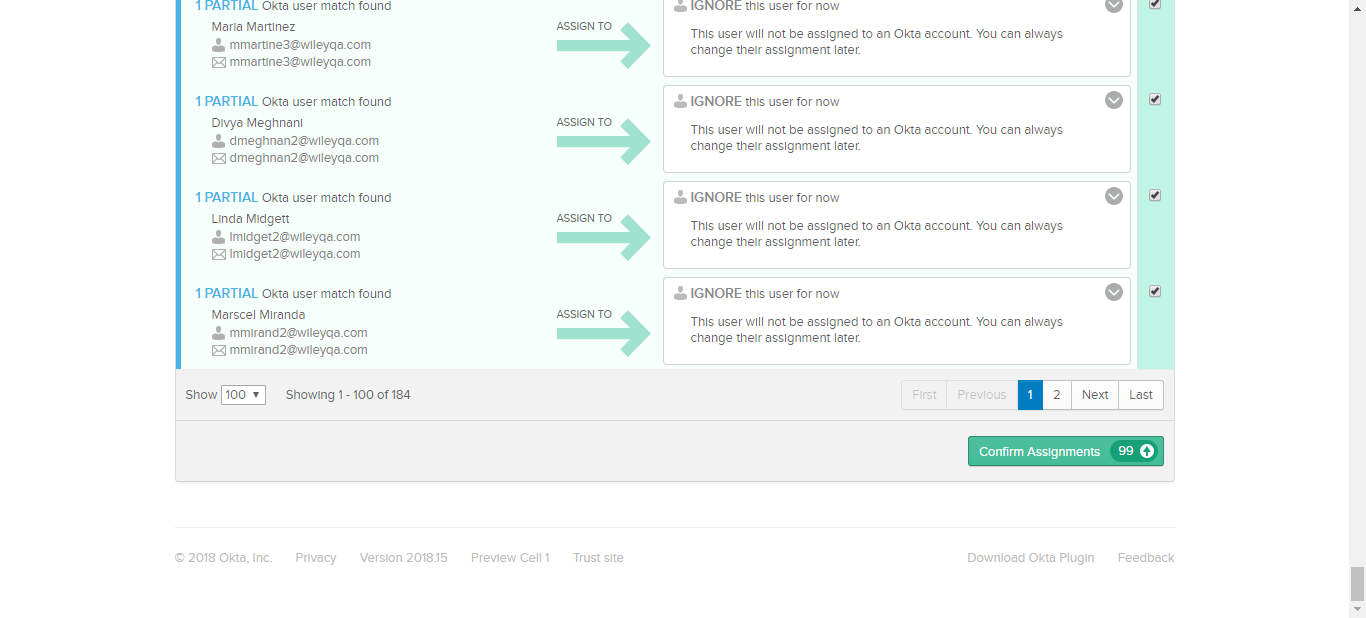 1 PARTIAL Okta user match found
Maria Martinez
mmartine3@wileyqa.com
mmartine3@wileyqa.com
ASSIGN TO
IGNORE this user for now
This user will not be assigned to an Okta account. You can always
change their assignment later.
1 PARTIAL Okta user match found
Divya Meghnani
dmeghnan2@wileyqa.com
dmeghnan2@wileyqa.com
ASSIGN TO
IGNORE this user for now
This user will not be assigned to an Okta account. You can always
change their assignment later.
1 PARTIAL Okta user match found
Linda Midgett
lmidget2@wileyqa.com
lmidget2@wileyqa.com
ASSIGN TO
IGNORE this user for now
This user will not be assigned to an Okta account. You can always
change their assignment later.
1 PARTIAL Okta user match found
Marscel Miranda
mmirand2@wileyqa.com
mmirand2@wileyqa.com
ASSIGN TO
IGNORE this user for now
This user will not be assigned to an Okta account. You can always
change their assignment later.
Show 100 Showing 1 - 100 of 184 First Previous 1 2 Next Last
Confirm Assignments 99
© 2018 Okta, Inc. Privacy Version 2018.15 Preview Cell 1 Trust site Download Okta Plugin Feedback